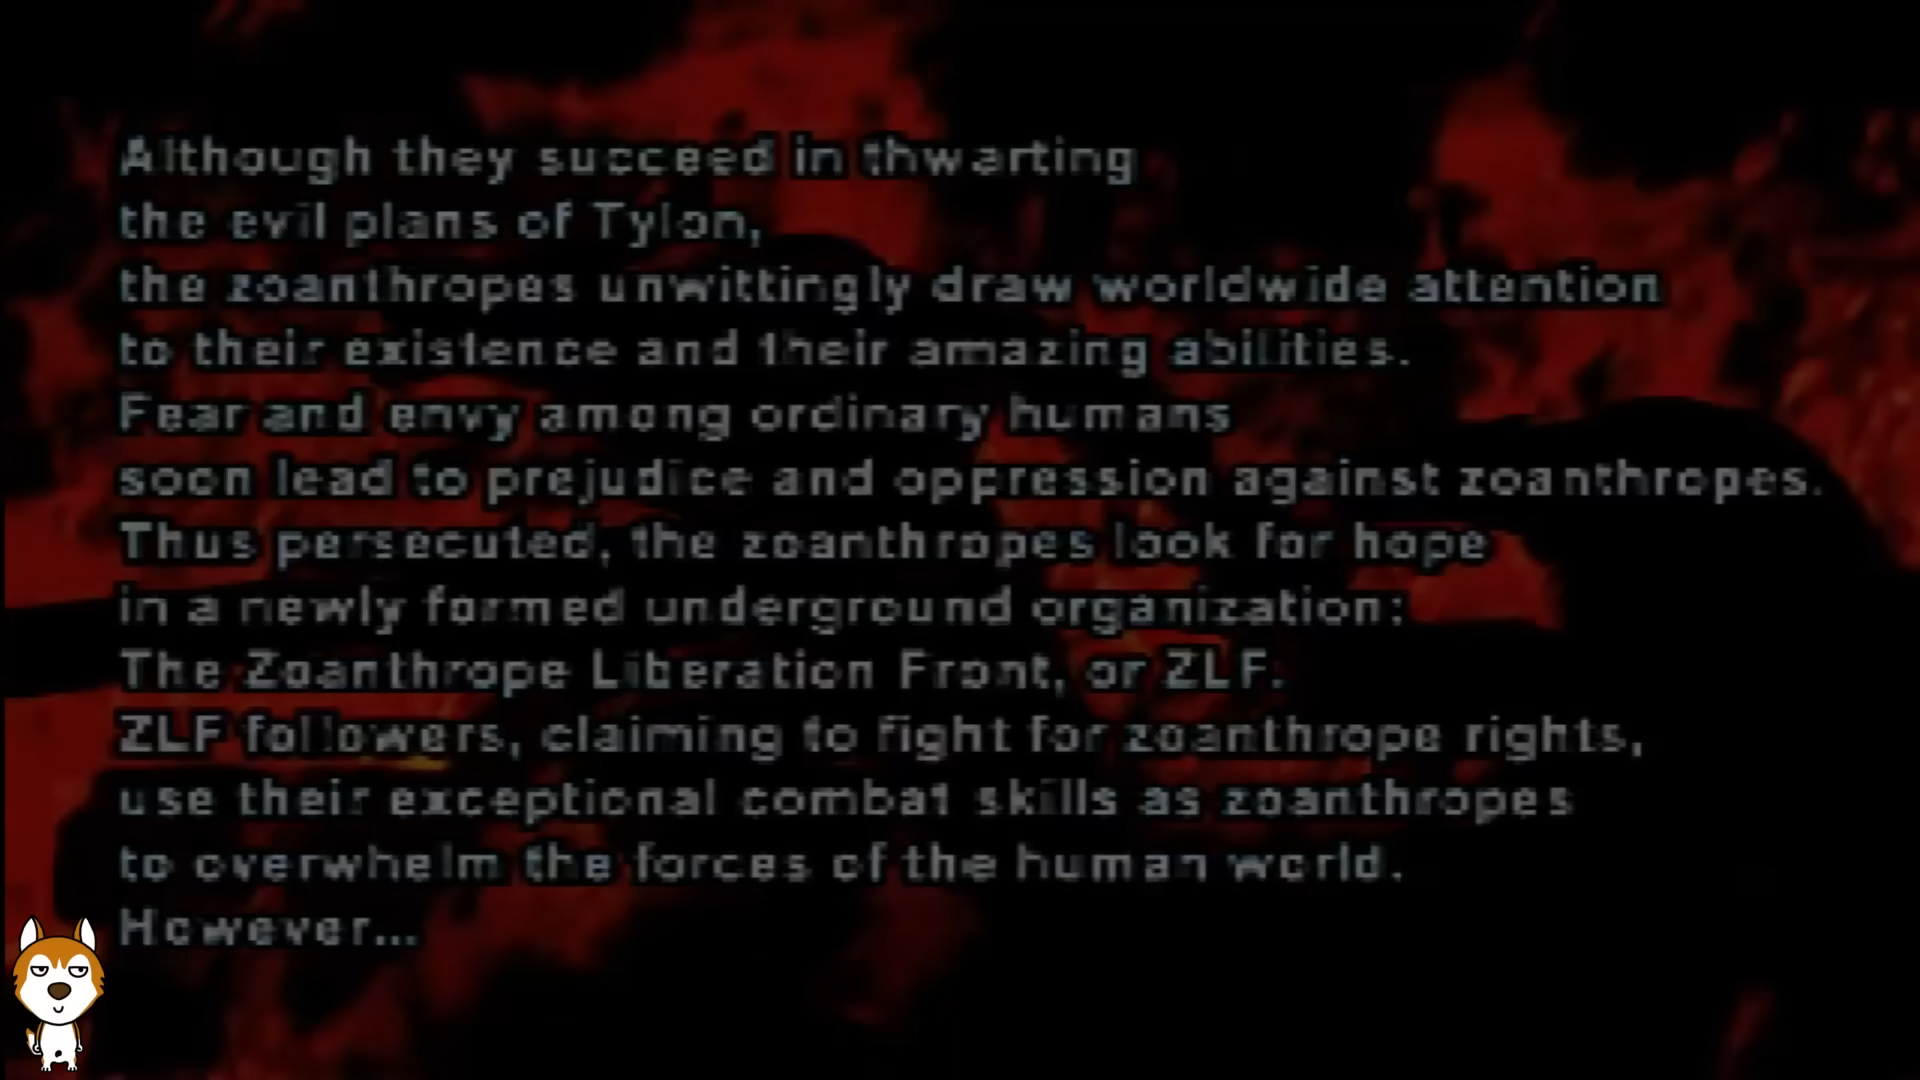 Although they succeed in thwarting
the evil plans of Tylon,
the zoanthropes unwittingly draw worldwide attention
to their existence and their amazing abilities.
Fear and envy among ordinary humans
soon lead to prejudice and oppression against zoanthropes.
Thus persecuted, the zoanthropes look for hope
in a newly formed underground organization:
The Zoanthrope Liberation Front, or ZLF.
ZLF followers, claiming to fight for zoanthrope rights,
use their exceptional combat skills as zoanthropes
to overwhelm the forces of the human world.
However...